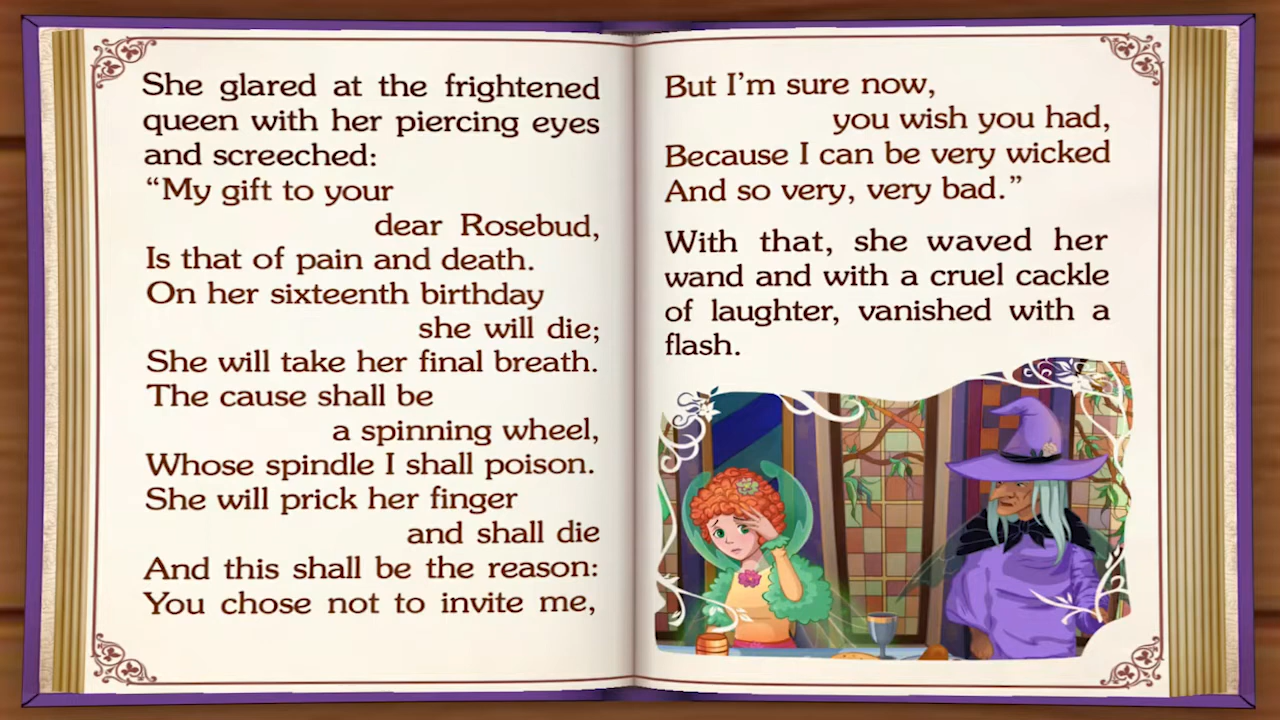 She glared at the frightened
queen with her piercing eyes
and screeched:
“My gift to your
dear Rosebud,
Is that of pain and death.
On her sixteenth birthday
she will die;
She will take her final breath.
The cause shall be
a spinning wheel,
Whose spindle I shall poison.
She will prick her finger
and shall die
And this shall be the reason:
You chose not to invite me,
But I’m sure now,
you wish you had,
Because I can be very wicked
And so very, very bad.”
With that, she waved her
wand and with a cruel cackle
of laughter, vanished with a
flash.